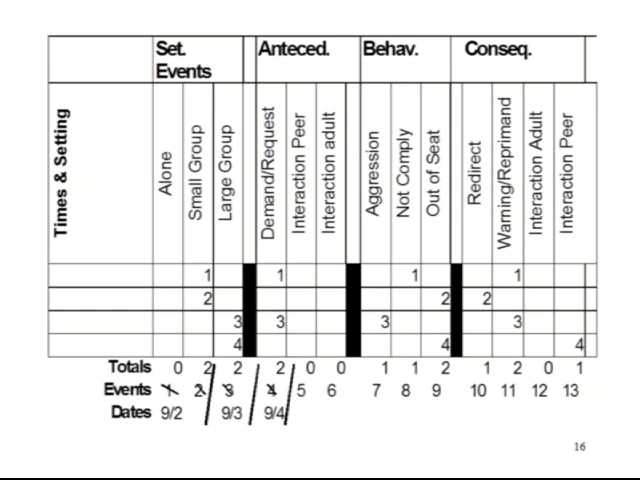 Set. Anteced. Behav. Conseq.
Events
Times & Setting Alone Small Group Large Group Demand/Request Interaction Peer Interaction adult Aggression Not Comply Out of Seat Redirect Warning/Reprimand Interaction Adult Interaction Peer
1 1 1 1
2 2 2
3 3 3 3
4 4 4
Totals 0 2 2 2 0 0 1 1 2 1 2 0 1
Events 1 2 3 4 5 6 7 8 9 10 11 12 13
Dates 9/2 9/3 9/4
16